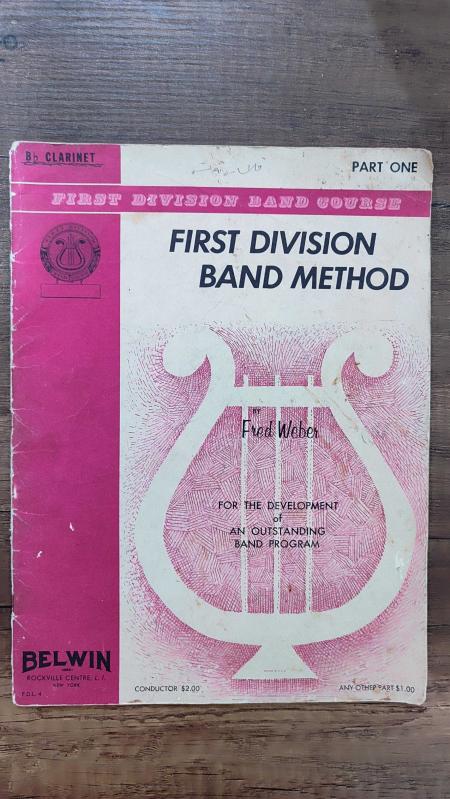 B♭ CLARINET
PART ONE
FIRST DIVISION BAND COURSE
FIRST DIVISION
BAND METHOD
BY
Fred Weber
FOR THE DEVELOPMENT
of
AN OUTSTANDING
BAND PROGRAM
BELWIN
ROCKVILLE CENTRE, L. I.
NEW YORK
F.D.L. 4
CONDUCTOR $2.00
ANY OTHER PART $1.00